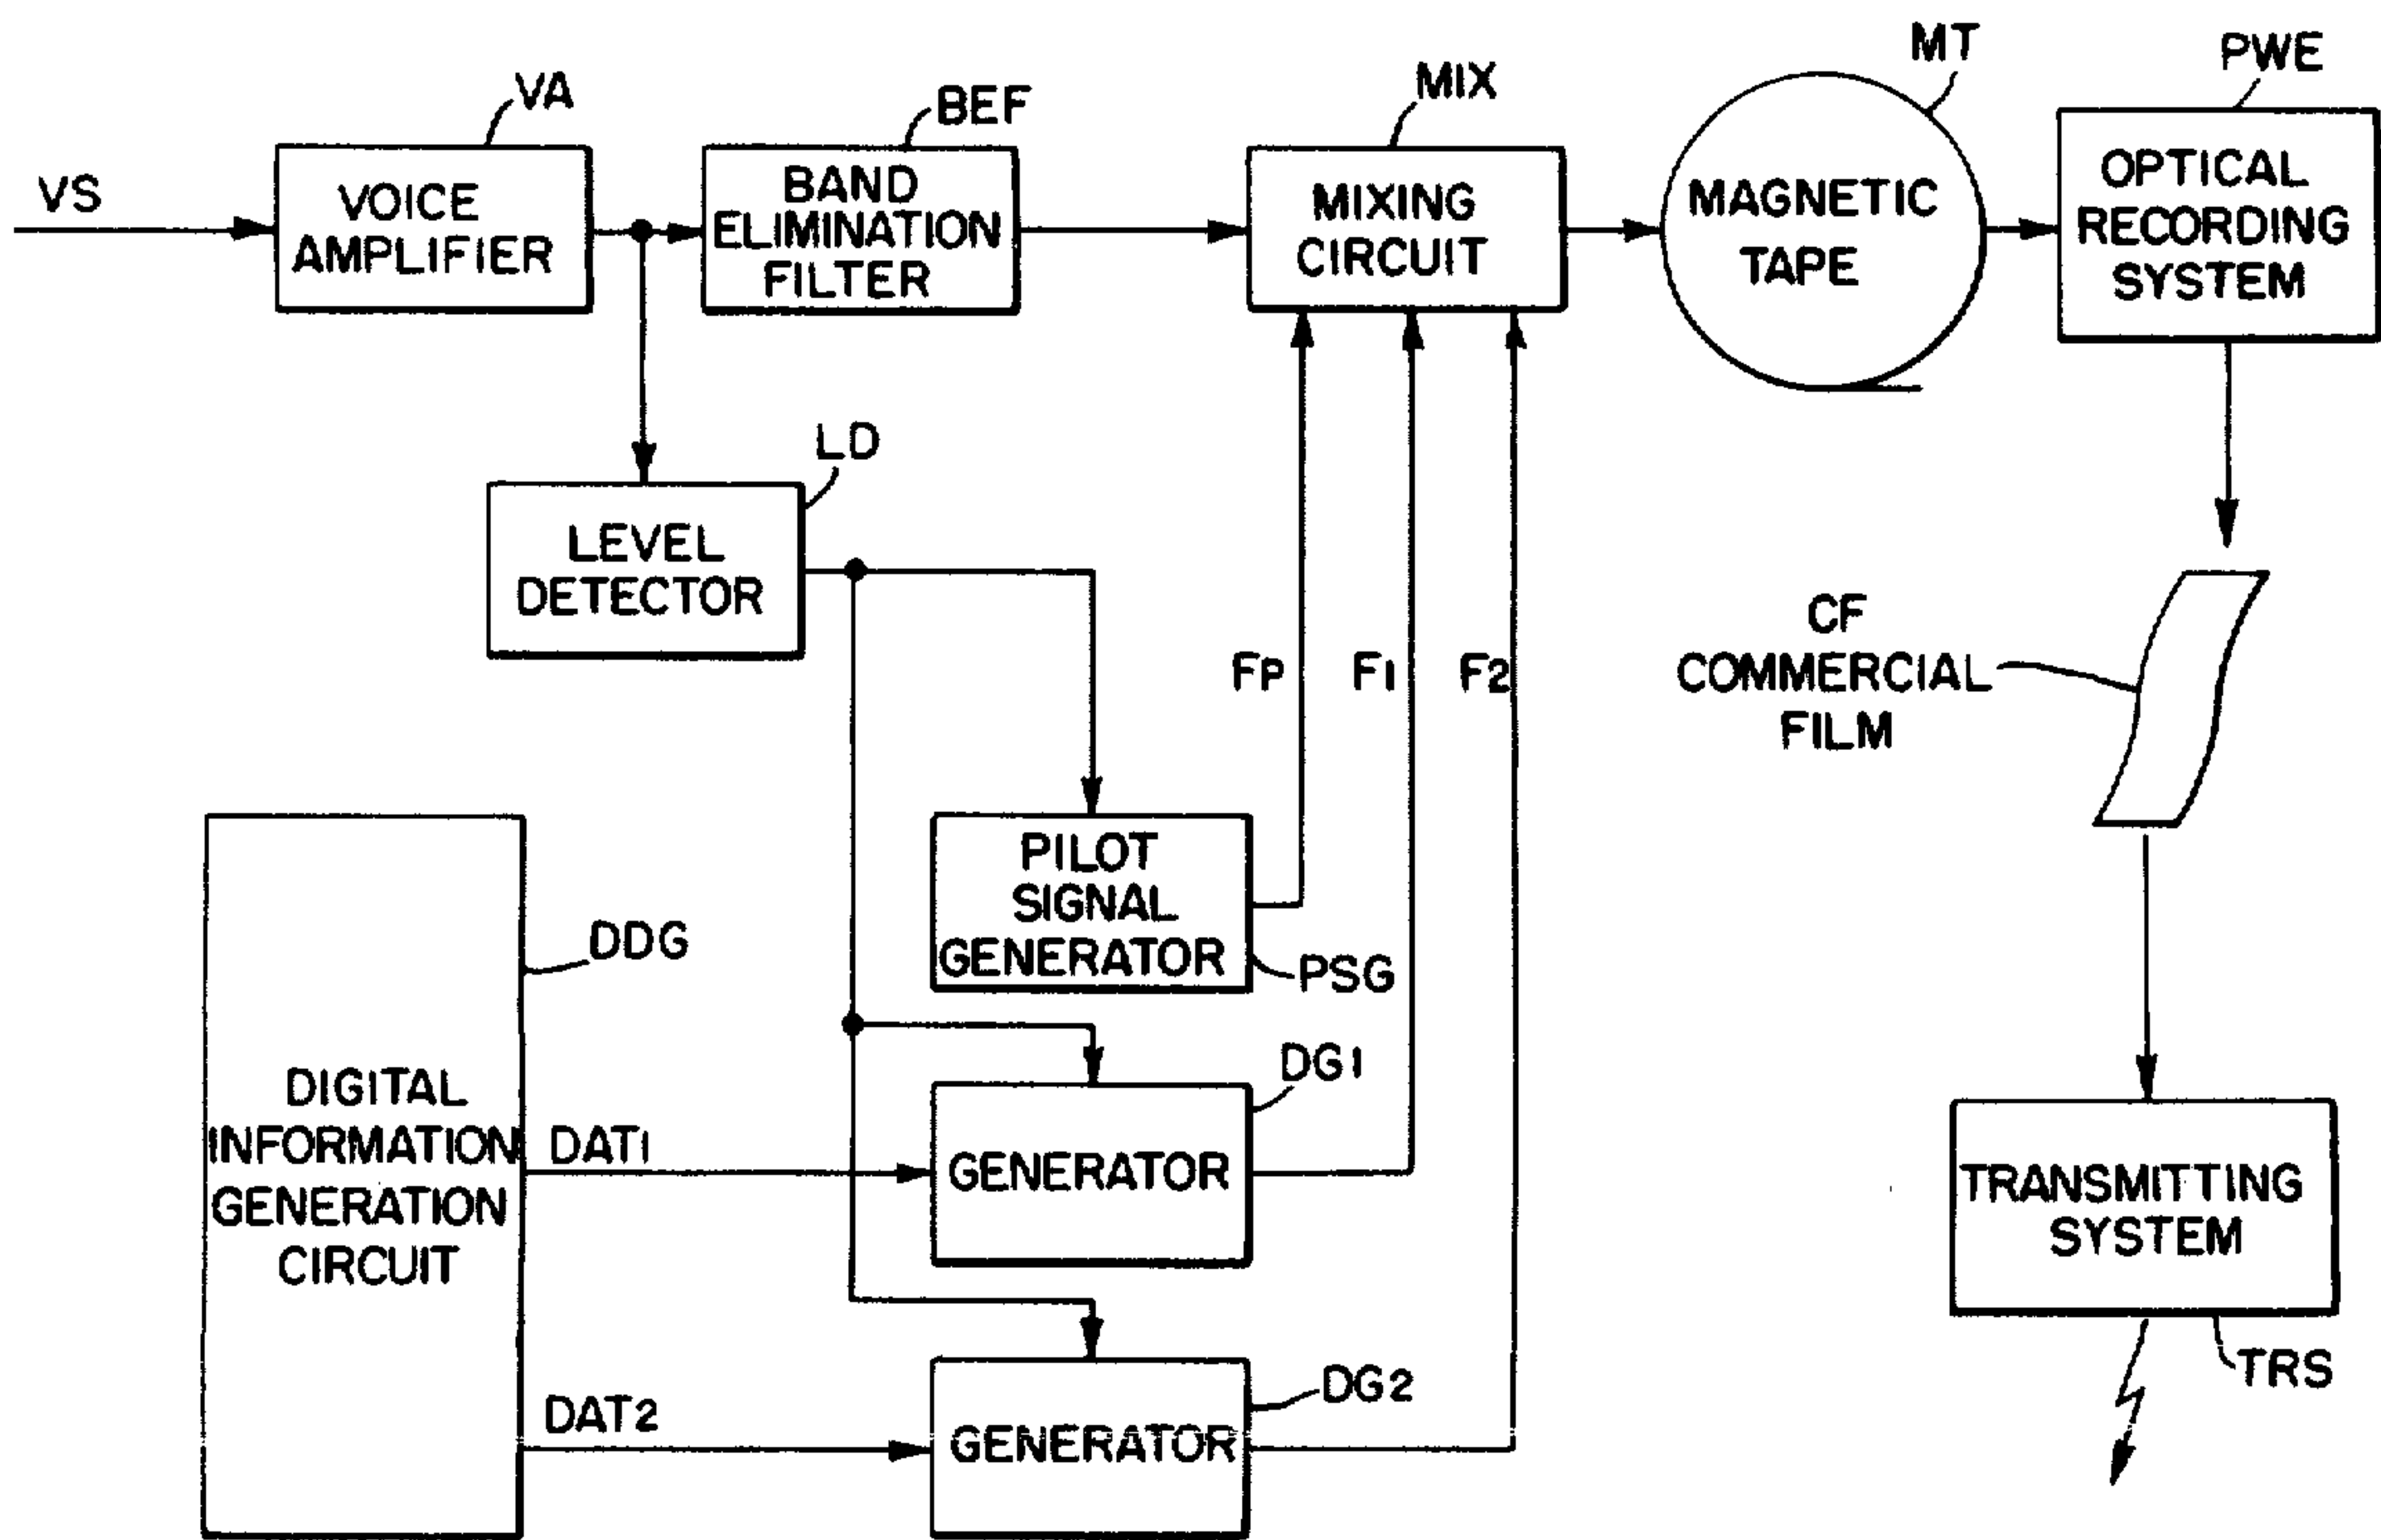 VS
VA
VOICE
AMPLIFIER
BEF
BAND
ELIMINATION
FILTER
MIX
MIXING
CIRCUIT
MT
MAGNETIC
TAPE
PWE
OPTICAL
RECORDING
SYSTEM
LD
LEVEL
DETECTOR
FP
F1
F2
CF
COMMERCIAL
FILM
PILOT
SIGNAL
GENERATOR
PSG
DDG
DIGITAL
INFORMATION
GENERATION
CIRCUIT
DAT1
DG1
GENERATOR
DAT2
DG2
GENERATOR
TRANSMITTING
SYSTEM
TRS